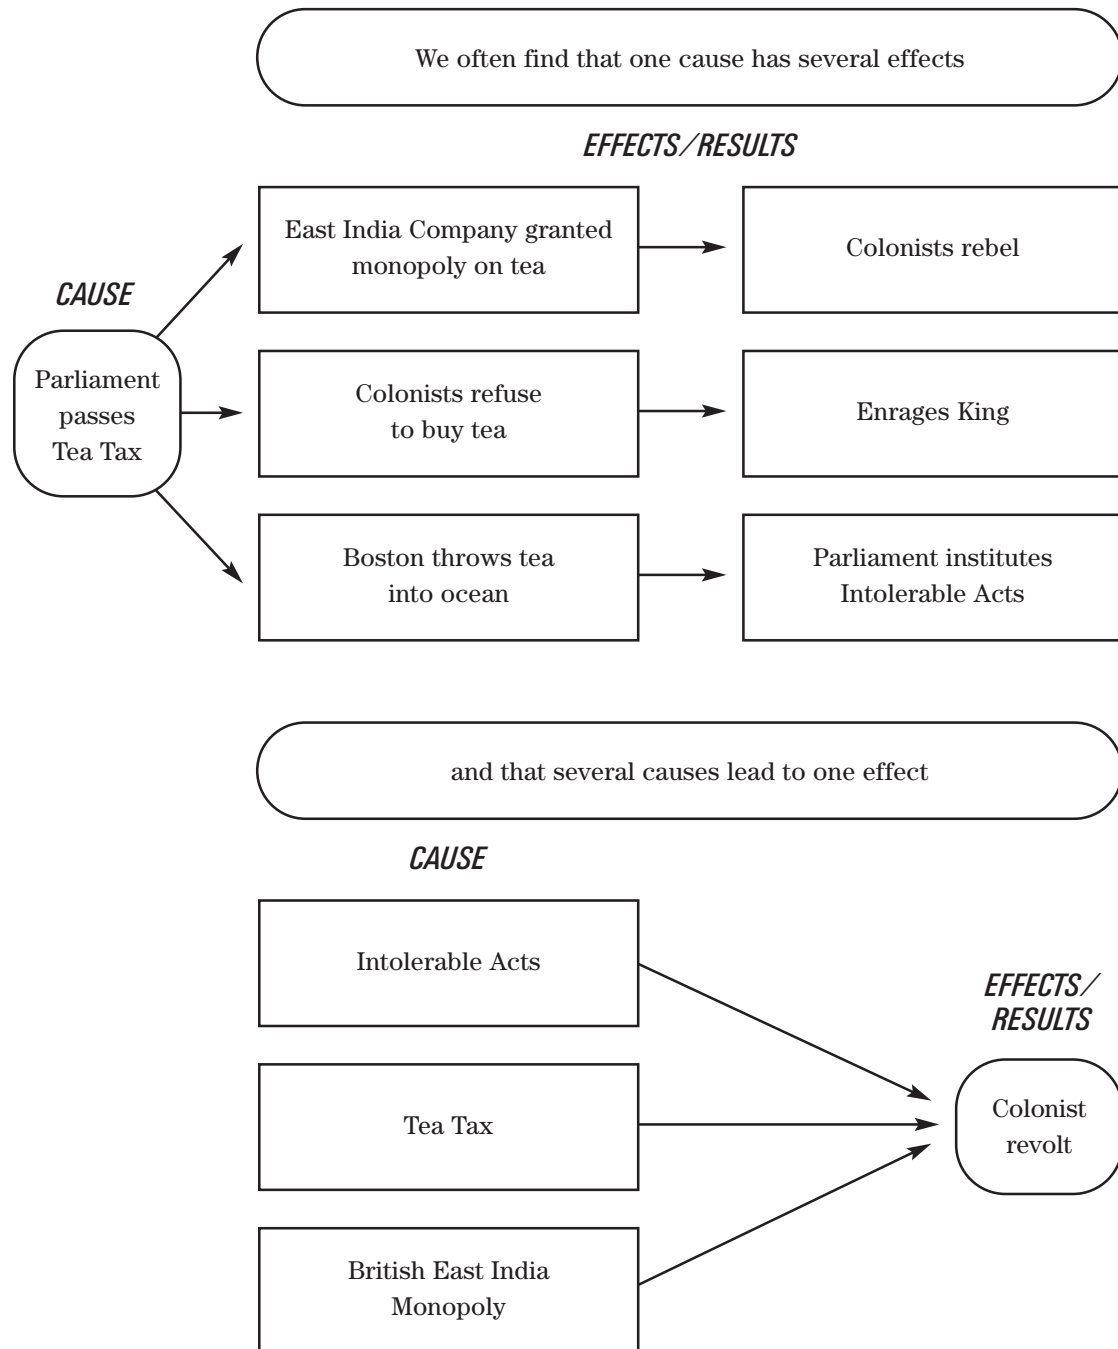 We often find that one cause has several effects
EFFECTS/RESULTS
CAUSE
Parliament
passes
Tea Tax
East India Company granted
monopoly on tea
Colonists rebel
Colonists refuse
to buy tea
Enrages King
Boston throws tea
into ocean
Parliament institutes
Intolerable Acts
and that several causes lead to one effect
CAUSE
Intolerable Acts
Tea Tax
British East India
Monopoly
EFFECTS/
RESULTS
Colonist
revolt